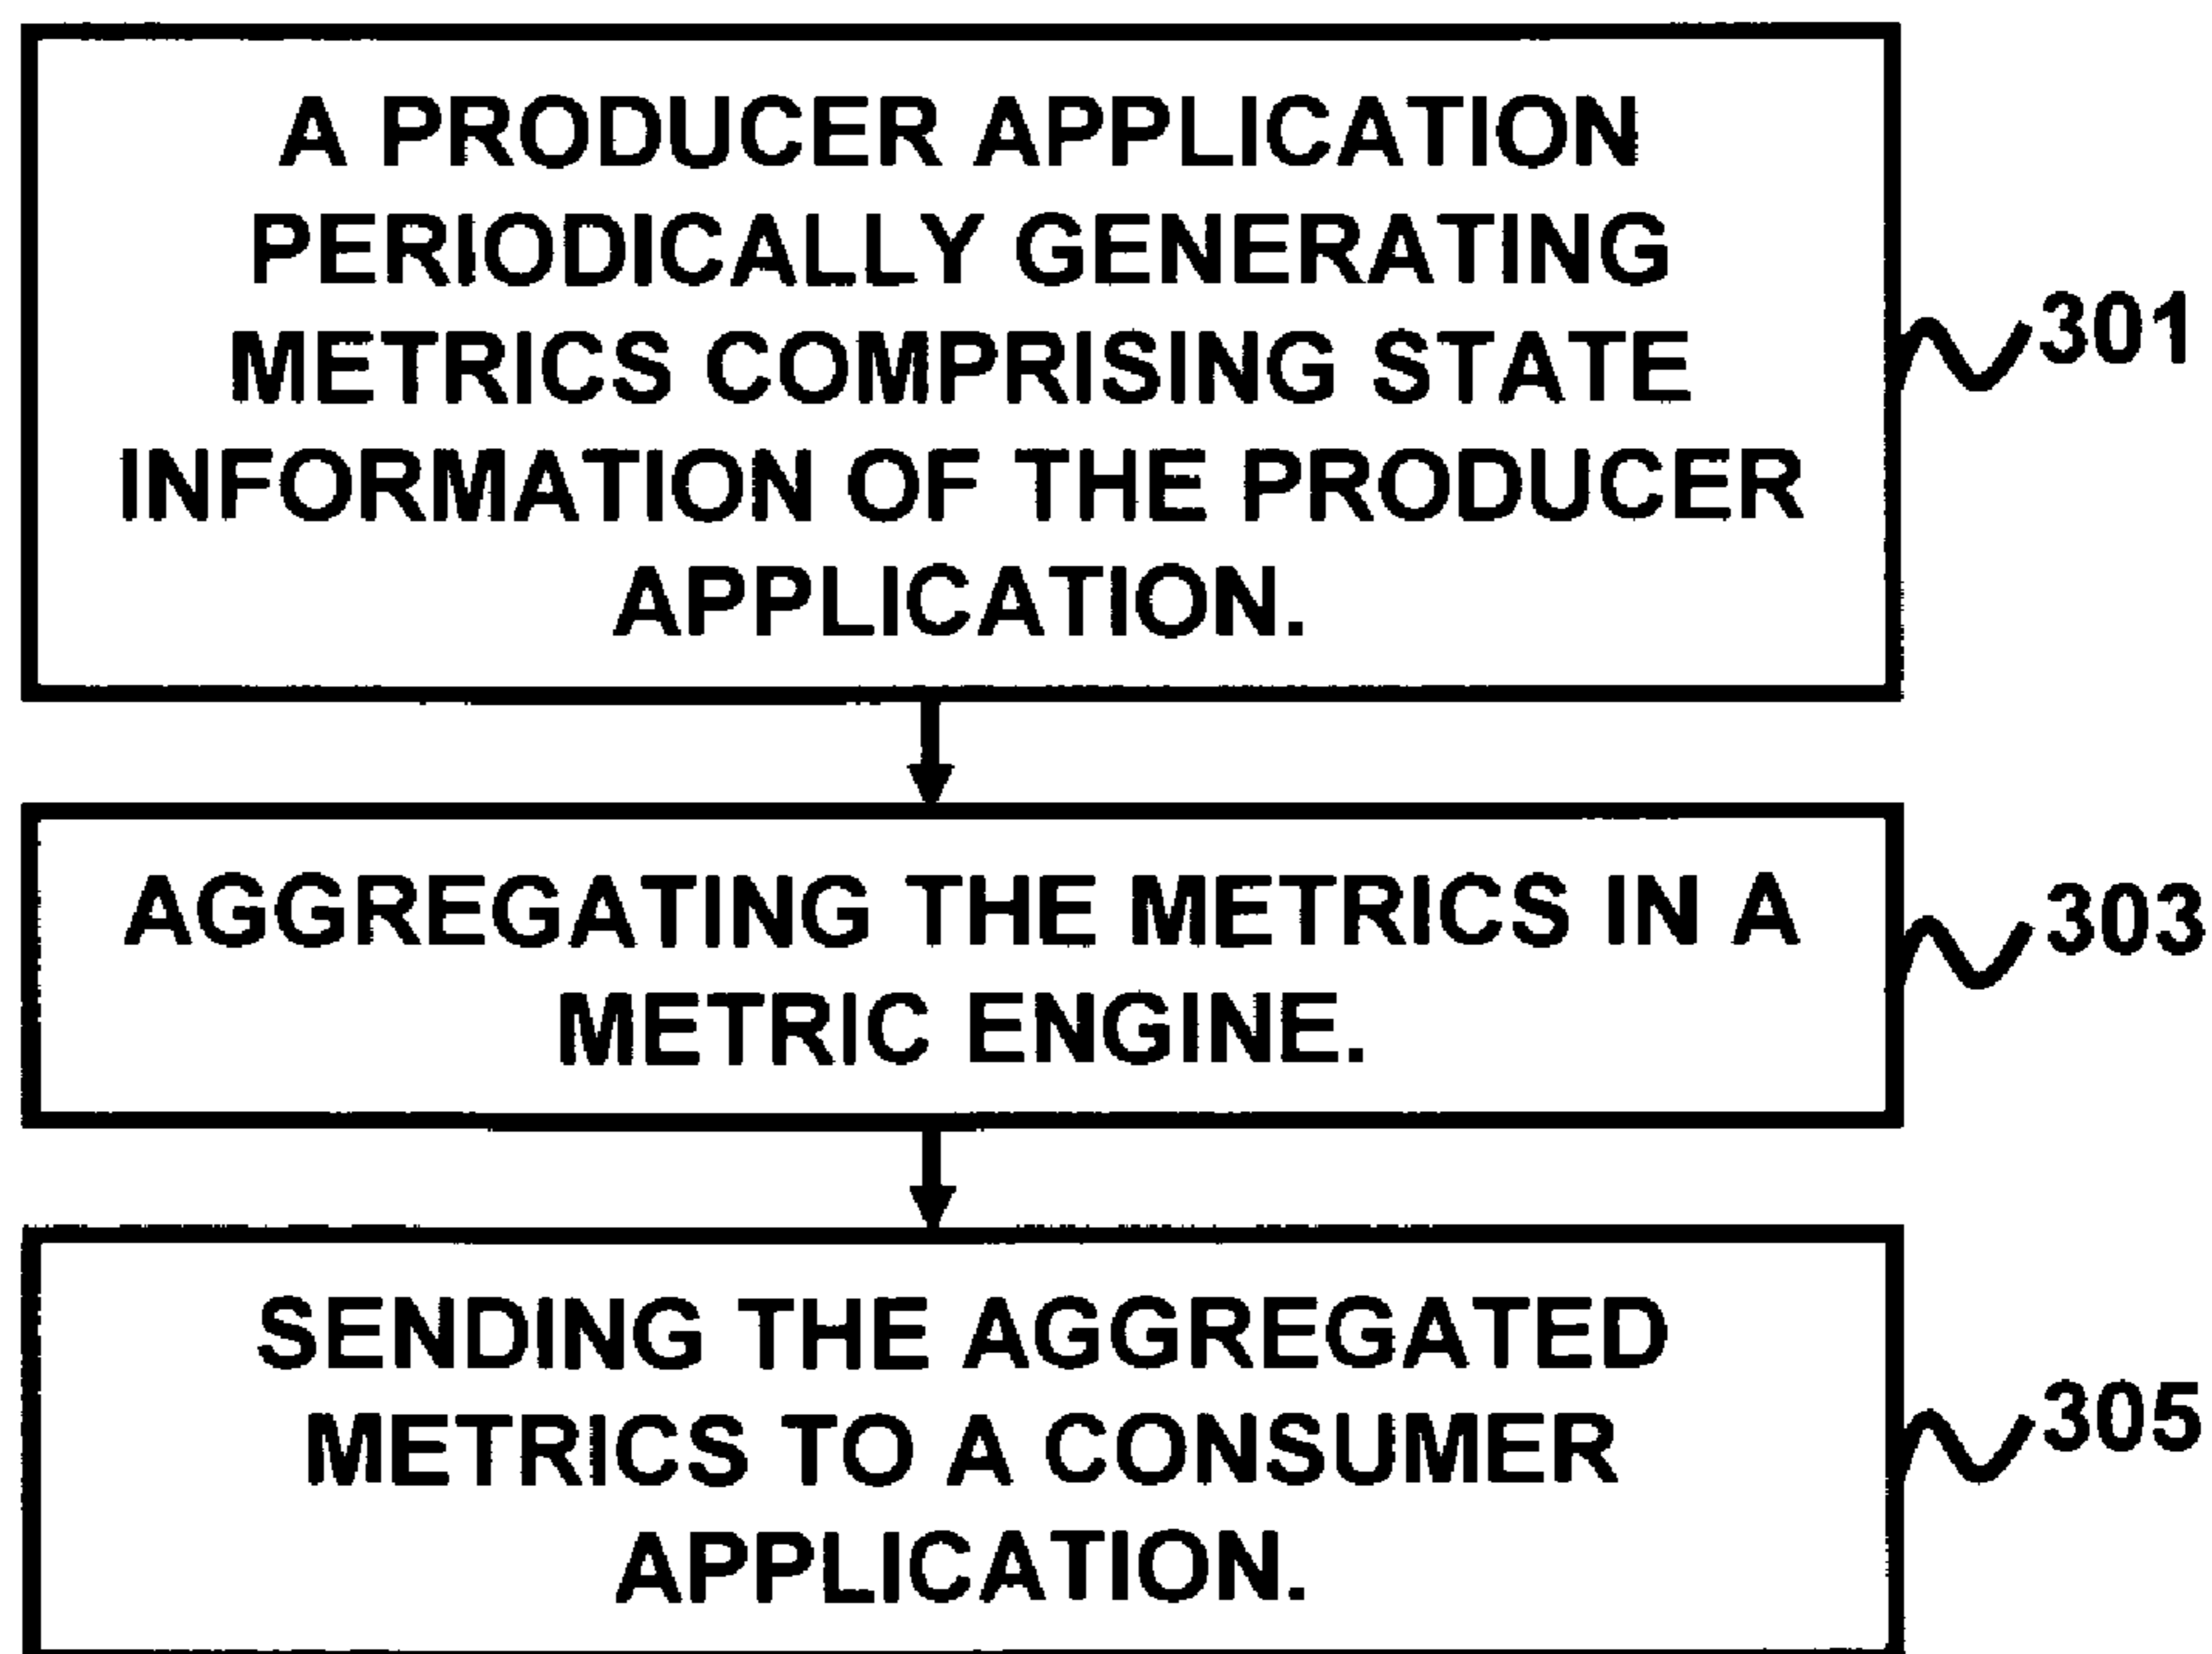 A PRODUCER APPLICATION
PERIODICALLY GENERATING
METRICS COMPRISING STATE
INFORMATION OF THE PRODUCER
APPLICATION.
301
AGGREGATING THE METRICS IN A
METRIC ENGINE.
303
SENDING THE AGGREGATED
METRICS TO A CONSUMER
APPLICATION.
305